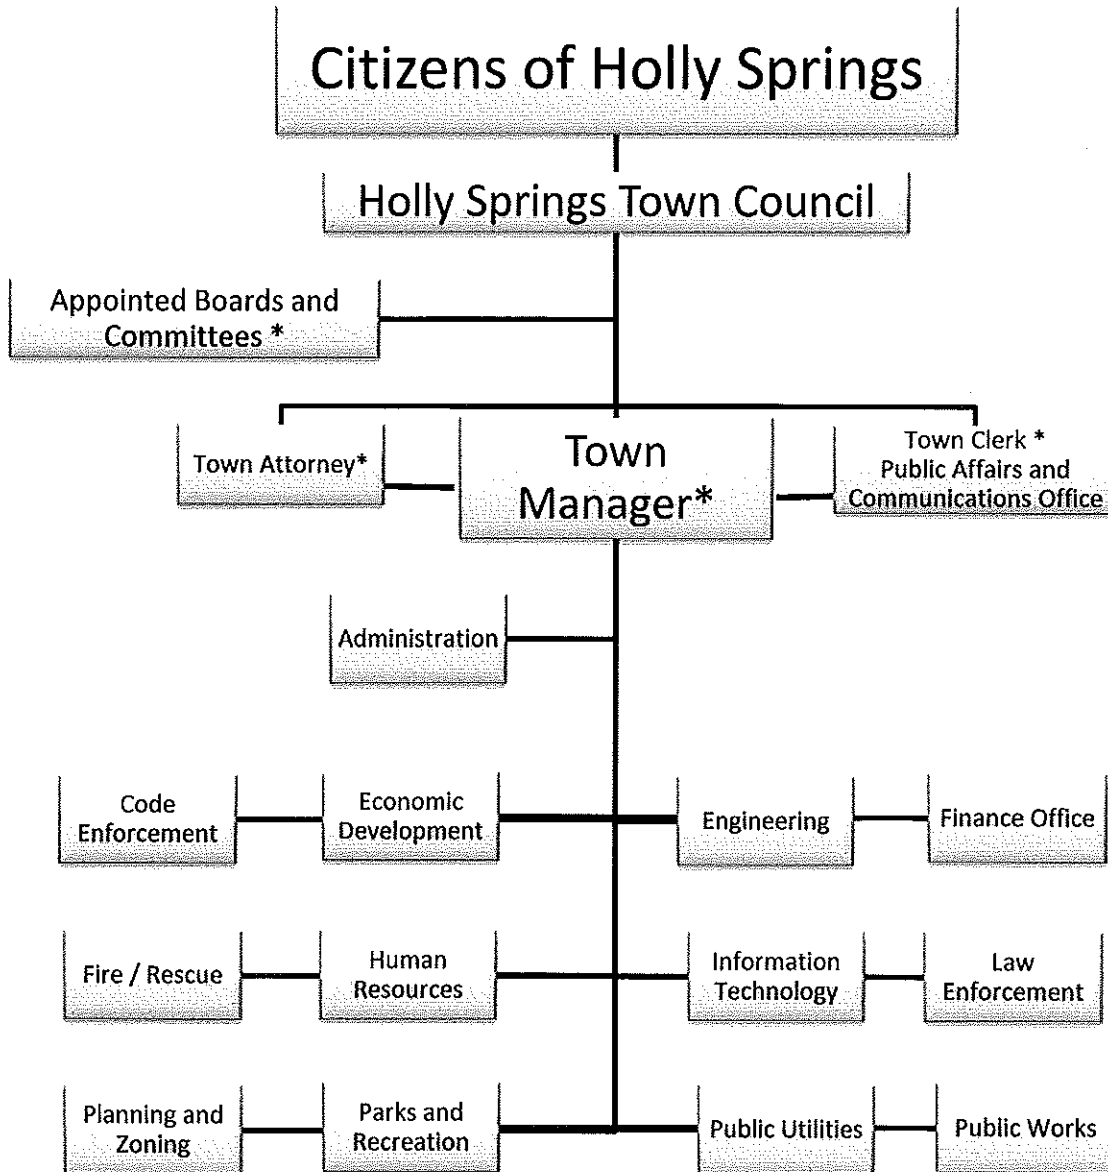 Citizens of Holly Springs
Holly Springs Town Council
Appointed Boards and
Committees *
Town Attorney*
Town
Manager*
Town Clerk *
Public Affairs and
Communications Office
Administration
Code
Enforcement
Economic
Development
Engineering
Finance Office
Fire / Rescue
Human
Resources
Information
Technology
Law
Enforcement
Planning and
Zoning
Parks and
Recreation
Public Utilities
Public Works